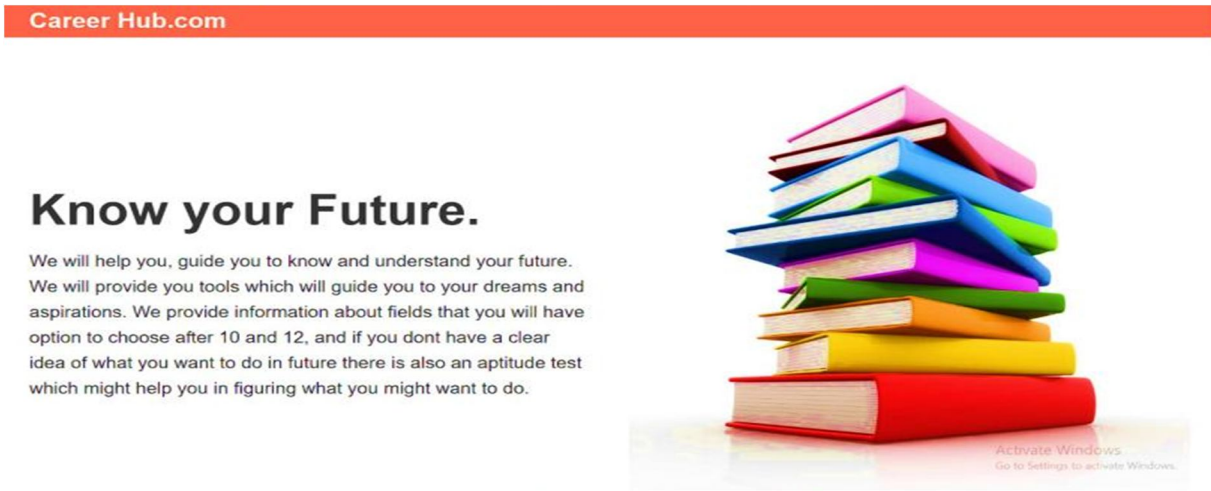 Career Hub.com
Know your Future.
We will help you, guide you to know and understand your future.
We will provide you tools which will guide you to your dreams and
aspirations. We provide information about fields that you will have
option to choose after 10 and 12, and if you dont have a clear
idea of what you want to do in future there is also an aptitude test
which might help you in figuring what you might want to do.
Activate Windows
Go to Settings to activate Windows.